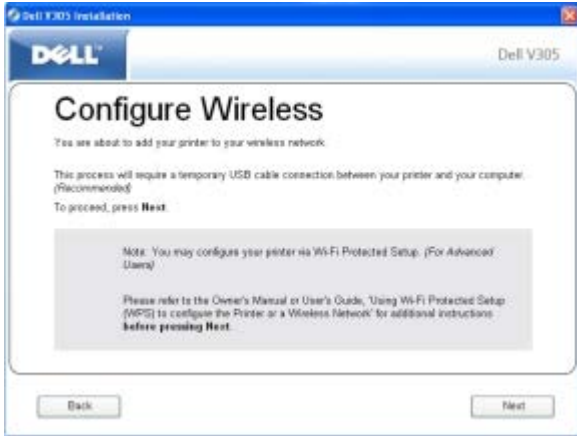 Dell V305 Installation
DELL
Dell V305
Configure Wireless
You are about to add your printer to your wireless network.
This process will require a temporary USB cable connection between your printer and your computer.
(Recommended)
To proceed, press Next.
Note: You may configure your printer via Wi-Fi Protected Setup. (For Advanced
Users)
Please refer to the Owner's Manual or User's Guide, 'Using Wi-Fi Protected Setup
(WPS) to configure the Printer or a Wireless Network' for additional instructions
before pressing Next.
Back
Next